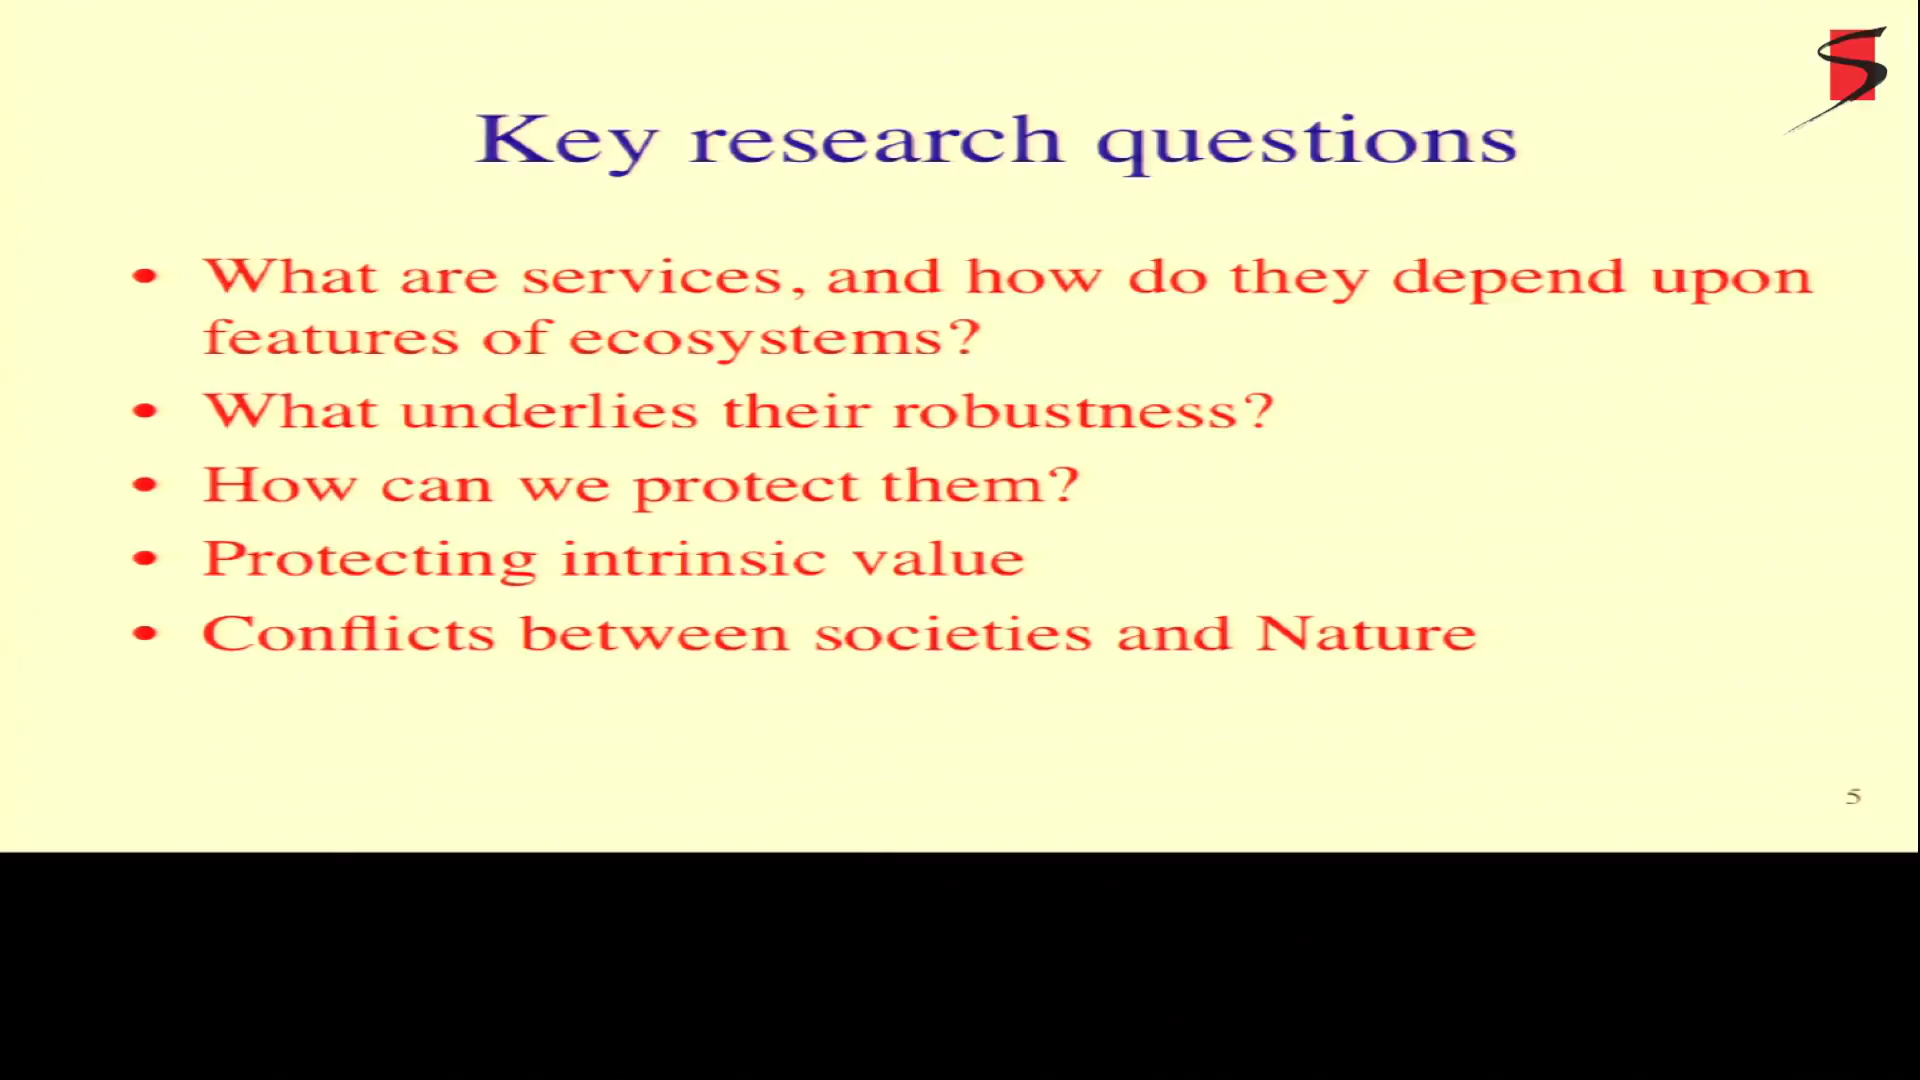 Key research questions
• What are services, and how do they depend upon
features of ecosystems?
• What underlies their robustness?
• How can we protect them?
• Protecting intrinsic value
• Conflicts between societies and Nature
5